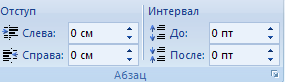 Отступ Интервал
Слева: 0 см До: 0 пт
Справа: 0 см После: 0 пт
Абзац